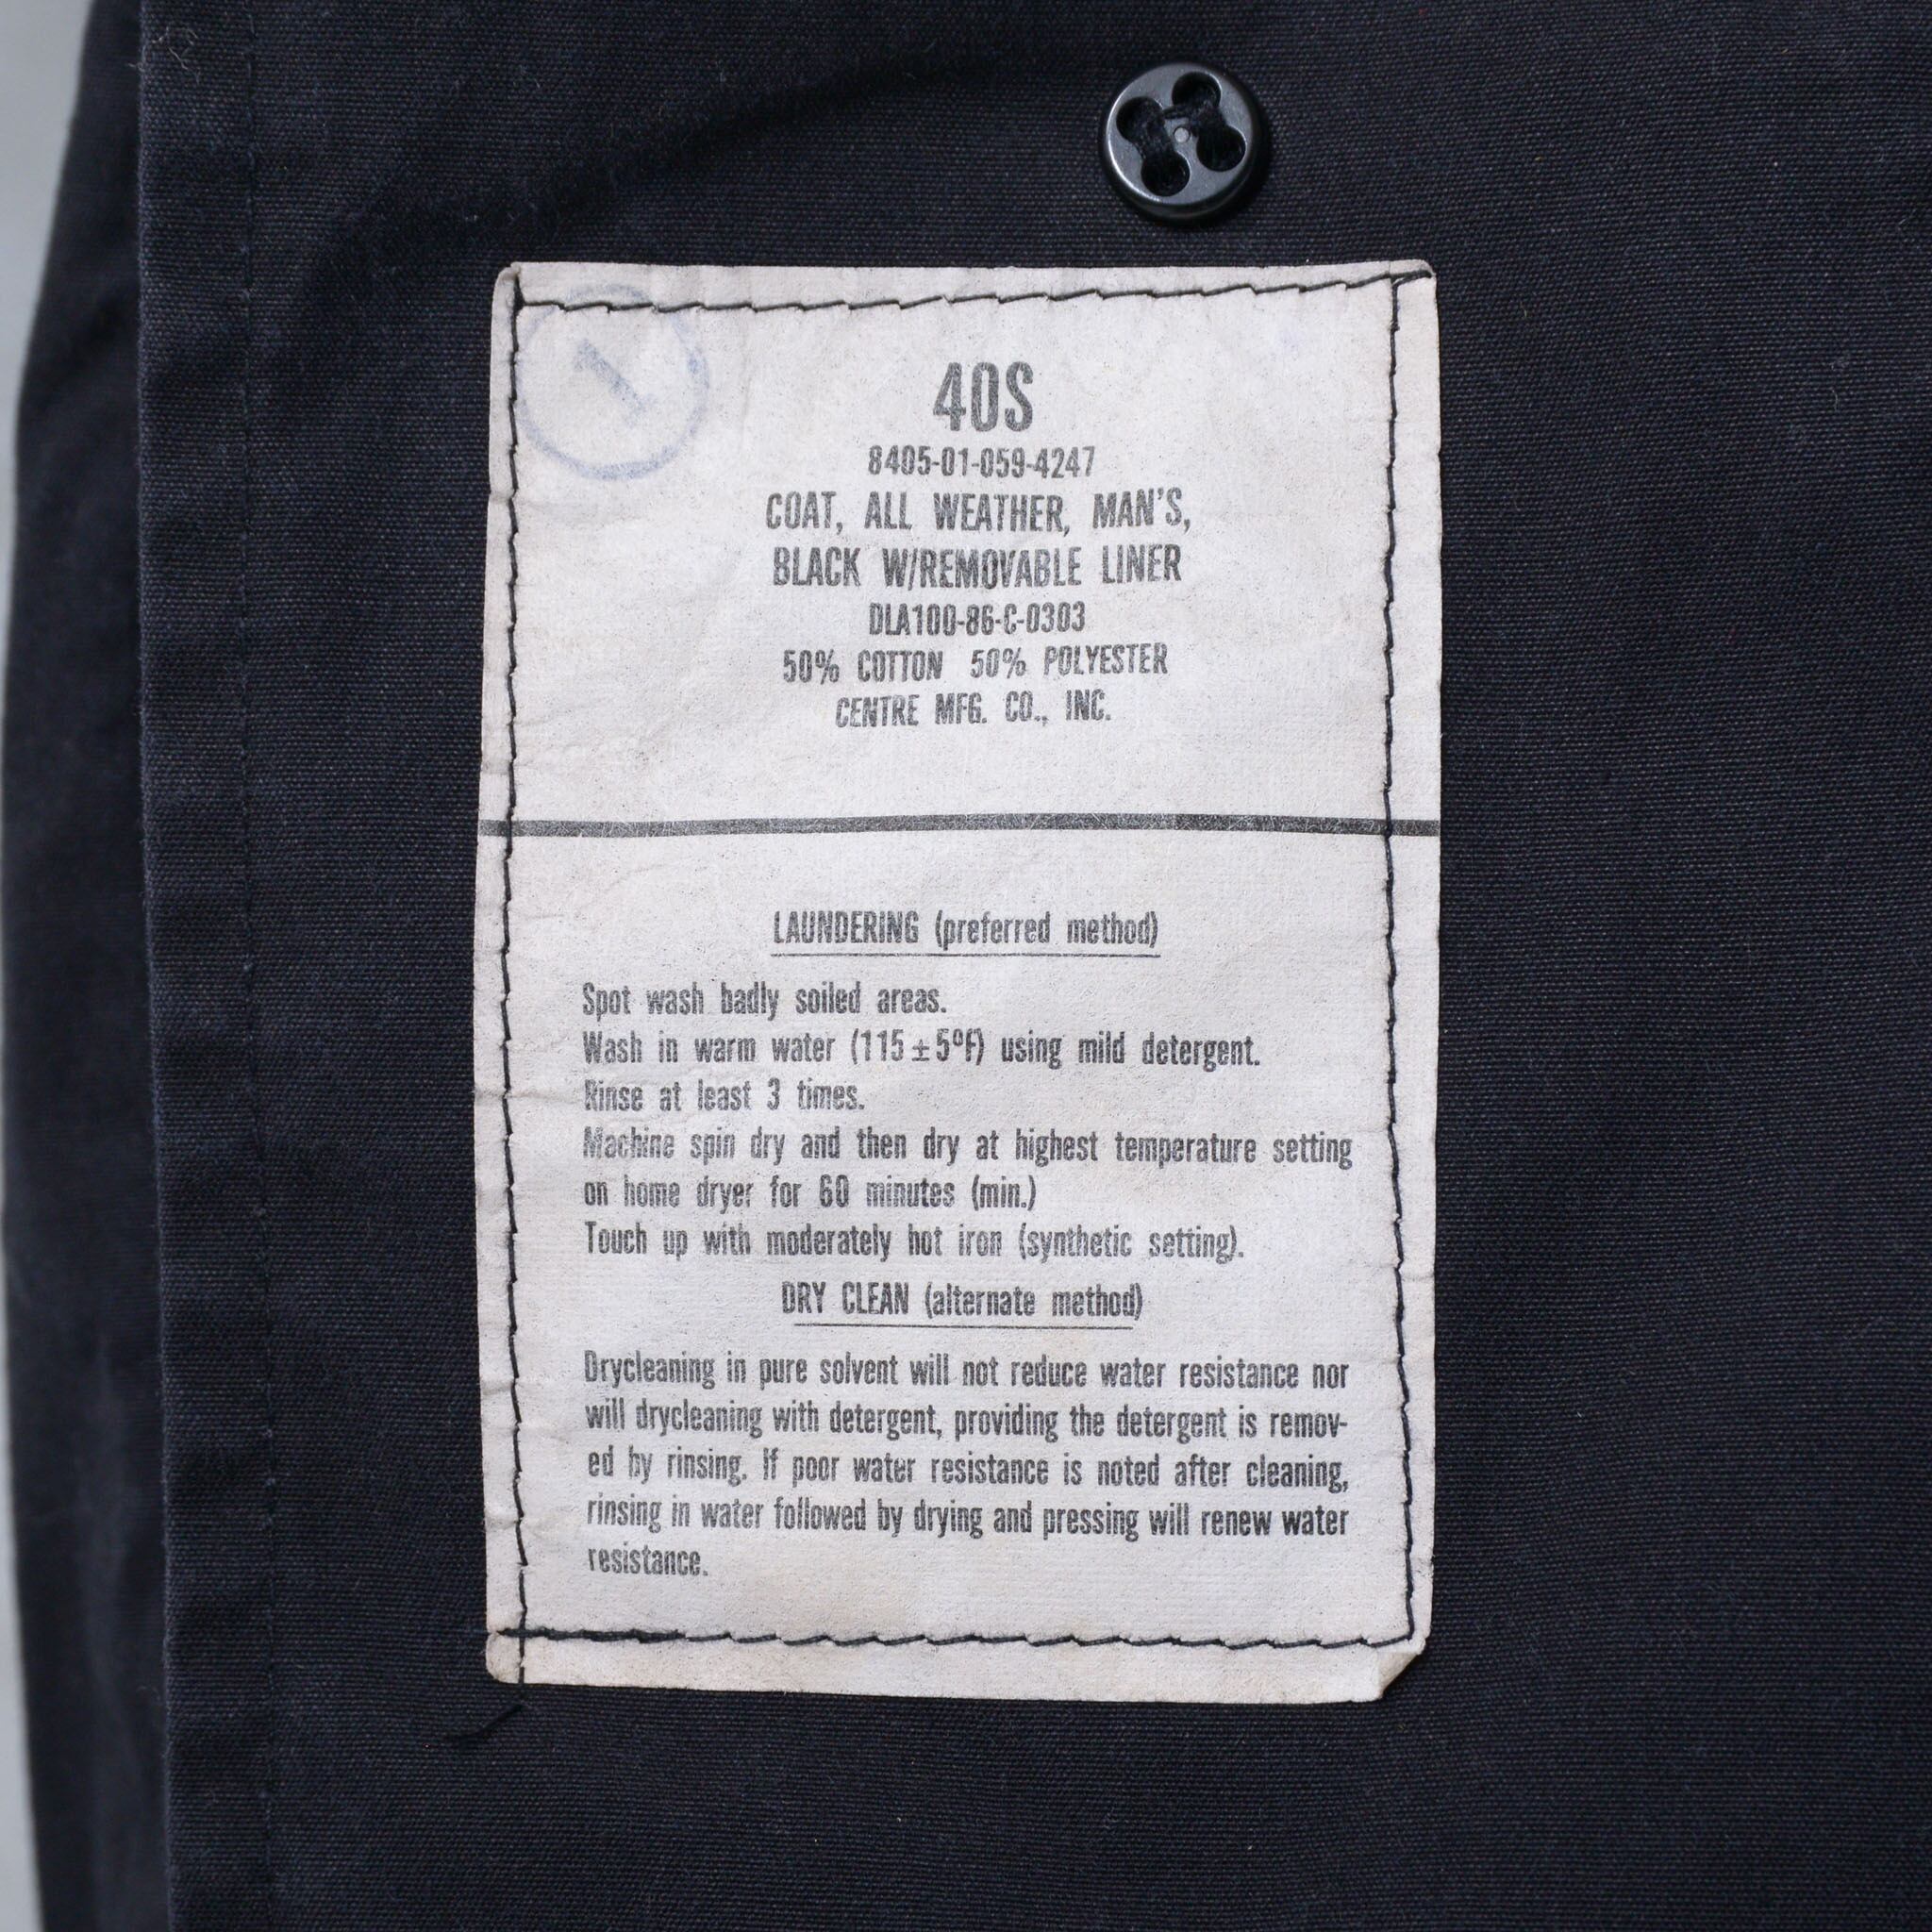 1
40S
8405-01-059-4247
COAT, ALL WEATHER, MAN'S,
BLACK W/REMOVABLE LINER
DLA100-86-C-0303
50% COTTON 50% POLYESTER
CENTRE MFG. CO., INC.
LAUNDERING (preferred method)
Spot wash badly soiled areas.
Wash in warm water (115±5ºF) using mild detergent.
Rinse at least 3 times.
Machine spin dry and then dry at highest temperature setting
on home dryer for 60 minutes (min.)
Touch up with moderately hot iron (synthetic setting).
DRY CLEAN (alternate method)
Drycleaning in pure solvent will not reduce water resistance nor
will drycleaning with detergent, providing the detergent is remov-
ed by rinsing. If poor water resistance is noted after cleaning,
rinsing in water followed by drying and pressing will renew water
resistance.